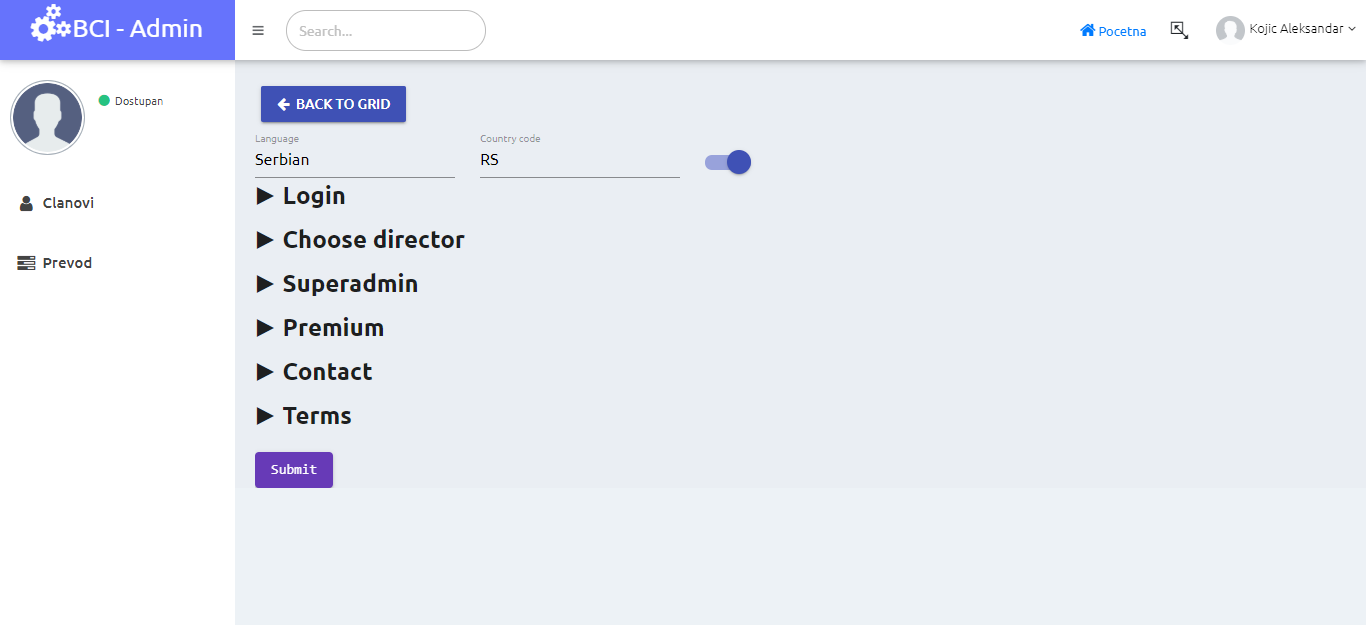 BCI - Admin
Search...
Pocetna
Kojic Aleksandar
Dostupan
Clanovi
Prevod
BACK TO GRID
Language
Country code
Serbian
RS
Login
Choose director
Superadmin
Premium
Contact
Terms
Submit